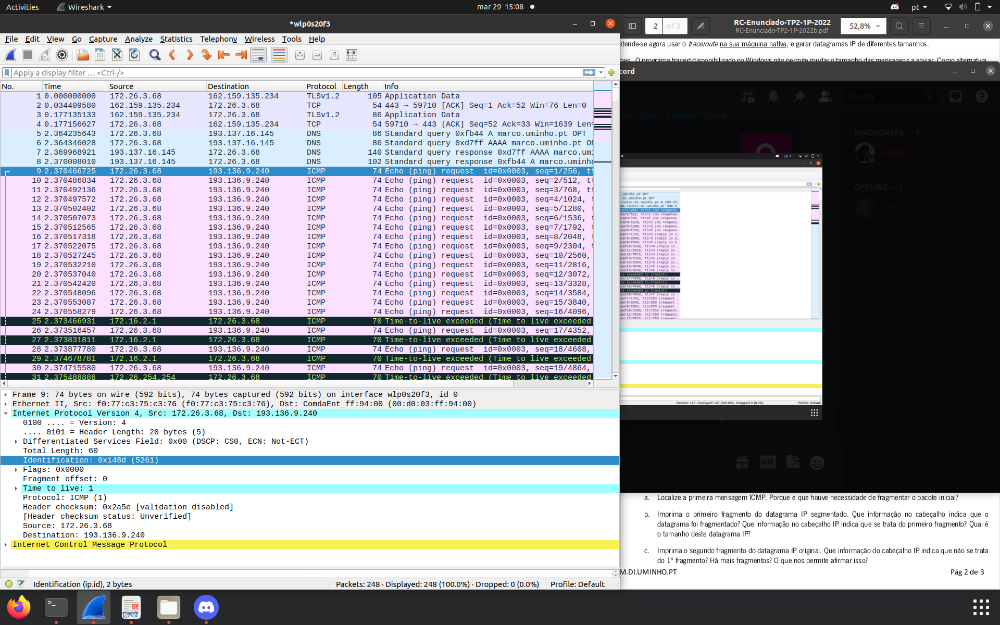 Activities
Wireshark
mar 29 15:08
pt
*wlp0s20f3
File Edit View Go Capture Analyze Statistics Telephony Wireless Tools Help
Apply a display filter … <Ctrl-/>
No. Time Source Destination Protocol Length Info
1 0.000000000 172.26.3.68 162.159.135.234 TLSv1.2 105 Application Data
2 0.034409580 162.159.135.234 172.26.3.68 TCP 54 443 → 59710 [ACK] Seq=1 Ack=52 Win=76 Len=0
3 0.177135133 162.159.135.234 172.26.3.68 TLSv1.2 86 Application Data
4 0.177156627 172.26.3.68 162.159.135.234 TCP 54 59710 → 443 [ACK] Seq=52 Ack=33 Win=1639 Len=
5 2.364235643 172.26.3.68 193.137.16.145 DNS 86 Standard query 0xfb44 A marco.uminho.pt OPT
6 2.364346028 172.26.3.68 193.137.16.145 DNS 86 Standard query 0xd7ff AAAA marco.uminho.pt OP
7 2.369968921 193.137.16.145 172.26.3.68 DNS 140 Standard query response 0xd7ff AAAA marco.umi
8 2.370008010 193.137.16.145 172.26.3.68 DNS 102 Standard query response 0xfb44 A marco.uminho
9 2.370466725 172.26.3.68 193.136.9.240 ICMP 74 Echo (ping) request id=0x0003, seq=1/256, tt
10 2.370486834 172.26.3.68 193.136.9.240 ICMP 74 Echo (ping) request id=0x0003, seq=2/512, tt
11 2.370492136 172.26.3.68 193.136.9.240 ICMP 74 Echo (ping) request id=0x0003, seq=3/768, tt
12 2.370497572 172.26.3.68 193.136.9.240 ICMP 74 Echo (ping) request id=0x0003, seq=4/1024, t
13 2.370502402 172.26.3.68 193.136.9.240 ICMP 74 Echo (ping) request id=0x0003, seq=5/1280, t
14 2.370507073 172.26.3.68 193.136.9.240 ICMP 74 Echo (ping) request id=0x0003, seq=6/1536, t
15 2.370512565 172.26.3.68 193.136.9.240 ICMP 74 Echo (ping) request id=0x0003, seq=7/1792, t
16 2.370517318 172.26.3.68 193.136.9.240 ICMP 74 Echo (ping) request id=0x0003, seq=8/2048, t
17 2.370522075 172.26.3.68 193.136.9.240 ICMP 74 Echo (ping) request id=0x0003, seq=9/2304, t
18 2.370527245 172.26.3.68 193.136.9.240 ICMP 74 Echo (ping) request id=0x0003, seq=10/2560,
19 2.370532210 172.26.3.68 193.136.9.240 ICMP 74 Echo (ping) request id=0x0003, seq=11/2816,
20 2.370537040 172.26.3.68 193.136.9.240 ICMP 74 Echo (ping) request id=0x0003, seq=12/3072,
21 2.370542420 172.26.3.68 193.136.9.240 ICMP 74 Echo (ping) request id=0x0003, seq=13/3328,
22 2.370548096 172.26.3.68 193.136.9.240 ICMP 74 Echo (ping) request id=0x0003, seq=14/3584,
23 2.370553087 172.26.3.68 193.136.9.240 ICMP 74 Echo (ping) request id=0x0003, seq=15/3840,
24 2.370558279 172.26.3.68 193.136.9.240 ICMP 74 Echo (ping) request id=0x0003, seq=16/4096,
25 2.373466931 172.16.2.1 172.26.3.68 ICMP 70 Time-to-live exceeded (Time to live exceeded
26 2.373516457 172.26.3.68 193.136.9.240 ICMP 74 Echo (ping) request id=0x0003, seq=17/4352,
27 2.373831811 172.16.2.1 172.26.3.68 ICMP 70 Time-to-live exceeded (Time to live exceeded
28 2.373877780 172.26.3.68 193.136.9.240 ICMP 74 Echo (ping) request id=0x0003, seq=18/4608,
29 2.374678781 172.16.2.1 172.26.3.68 ICMP 70 Time-to-live exceeded (Time to live exceeded
30 2.374715580 172.26.3.68 193.136.9.240 ICMP 74 Echo (ping) request id=0x0003, seq=19/4864,
31 2.375488886 172.26.254.254 172.26.3.68 ICMP 70 Time-to-live exceeded (Time to live exceeded
Frame 9: 74 bytes on wire (592 bits), 74 bytes captured (592 bits) on interface wlp0s20f3, id 0
Ethernet II, Src: f0:77:c3:75:c3:76 (f0:77:c3:75:c3:76), Dst: ComdaEnt_ff:94:00 (00:d0:03:ff:94:00)
Internet Protocol Version 4, Src: 172.26.3.68, Dst: 193.136.9.240
0100 .... = Version: 4
.... 0101 = Header Length: 20 bytes (5)
Differentiated Services Field: 0x00 (DSCP: CS0, ECN: Not-ECT)
Total Length: 60
Identification: 0x148d (5261)
Flags: 0x0000
Fragment offset: 0
Time to live: 1
Protocol: ICMP (1)
Header checksum: 0x2a5e [validation disabled]
[Header checksum status: Unverified]
Source: 172.26.3.68
Destination: 193.136.9.240
Internet Control Message Protocol
Identification (ip.id), 2 bytes
Packets: 248 · Displayed: 248 (100.0%) · Dropped: 0 (0.0%)
Profile: Default
2 of 3
RC-Enunciado-TP2-1P-2022
RC-Enunciado-TP2-1P-2022b.pdf
52,8%
etende-se agora usar o traceroute na sua máquina nativa, e gerar datagramas IP de diferentes tamanhos.
ows. O programa tracert disponibilizado no Windows não permite mudar o tamanho das mensagens a enviar. Como alternativa
cord
Search
eos?filter=all&sort=time
MACHOALFA — 1
κατα
OFFLINE — 1
catarina
Packets: 147 · Displayed: 147 (100.0%) · Dropped: 0 (0.0%)
Profile: Default
GIF
a. Localize a primeira mensagem ICMP. Porque é que houve necessidade de fragmentar o pacote inicial?
b. Imprima o primeiro fragmento do datagrama IP segmentado. Que informação no cabeçalho indica que o
datagrama foi fragmentado? Que informação no cabeçalho IP indica que se trata do primeiro fragmento? Qual é
o tamanho deste datagrama IP?
c. Imprima o segundo fragmento do datagrama IP original. Que informação do cabeçalho IP indica que não se trata
do 1º fragmento? Há mais fragmentos? O que nos permite afirmar isso?
M.DI.UMINHO.PT
Pág 2 de 3